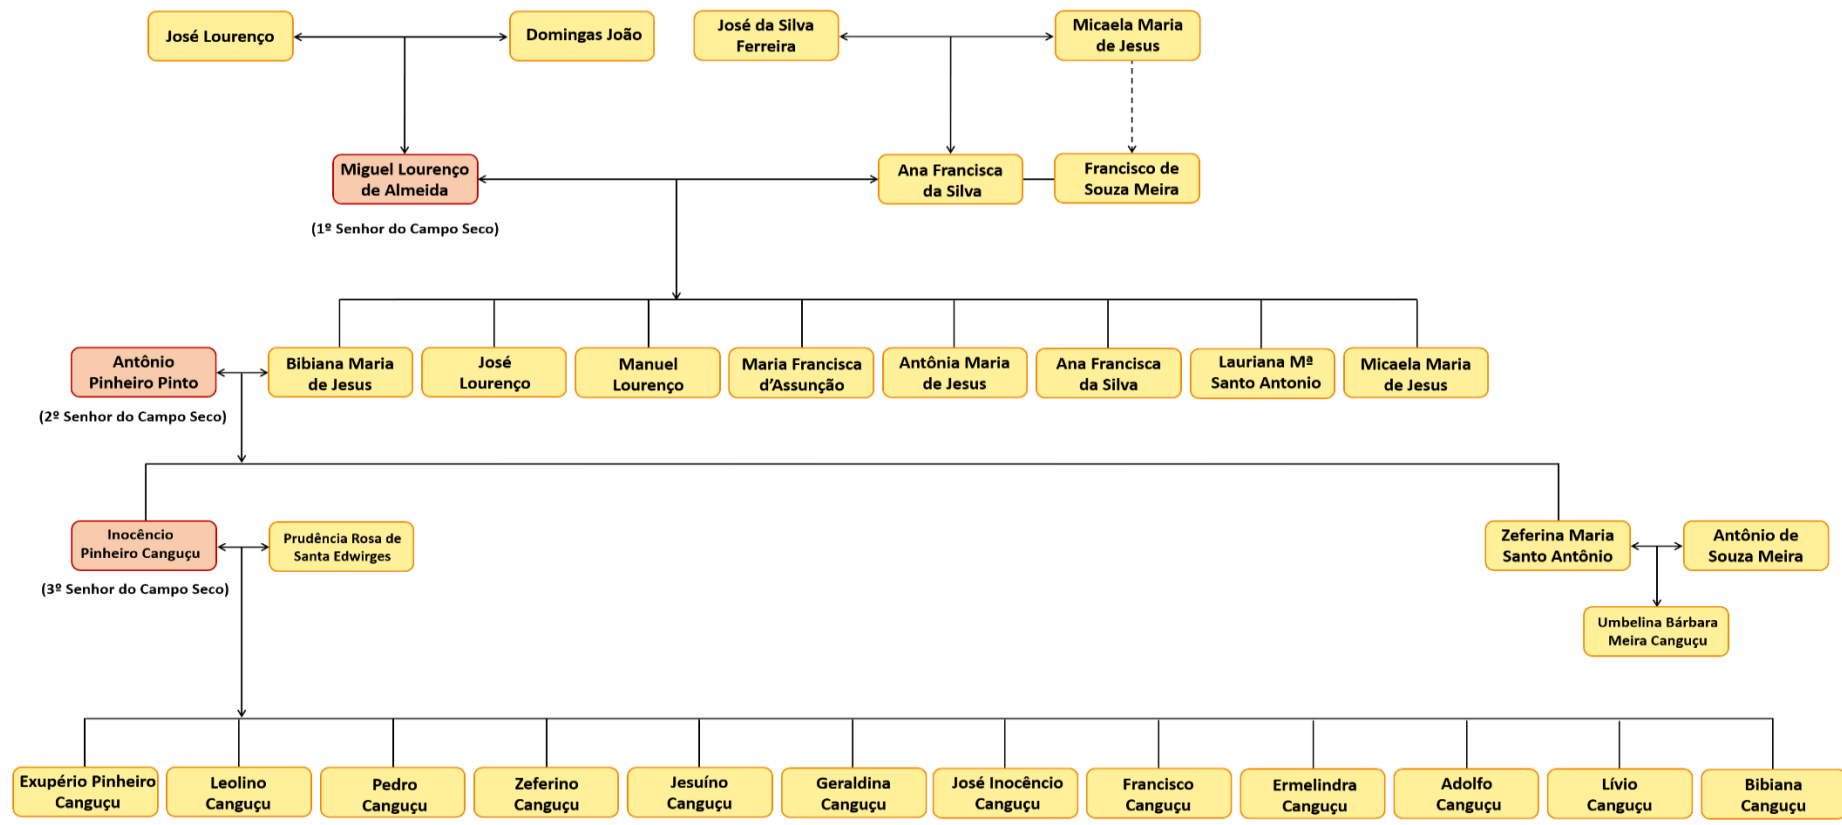 José Lourenço
Domingas João
José da Silva
Ferreira
Micaela Maria
de Jesus
Miguel Lourenço
de Almeida
Ana Francisca
da Silva
Francisco de
Souza Meira
(1º Senhor do Campo Seco)
Antônio
Pinheiro Pinto
Bibiana Maria
de Jesus
José
Lourenço
Manuel
Lourenço
Maria Francisca
d’Assunção
Antônia Maria
de Jesus
Ana Francisca
da Silva
Lauriana Mª
Santo Antonio
Micaela Maria
de Jesus
(2º Senhor do Campo Seco)
Inocêncio
Pinheiro Canguçu
Prudência Rosa de
Santa Edwirges
Zeferina Maria
Santo Antônio
Antônio de
Souza Meira
(3º Senhor do Campo Seco)
Umbelina Bárbara
Meira Canguçu
Exupério Pinheiro
Canguçu
Leolino
Canguçu
Pedro
Canguçu
Zeferino
Canguçu
Jesuíno
Canguçu
Geraldina
Canguçu
José Inocêncio
Canguçu
Francisco
Canguçu
Ermelindra
Canguçu
Adolfo
Canguçu
Lívio
Canguçu
Bibiana
Canguçu